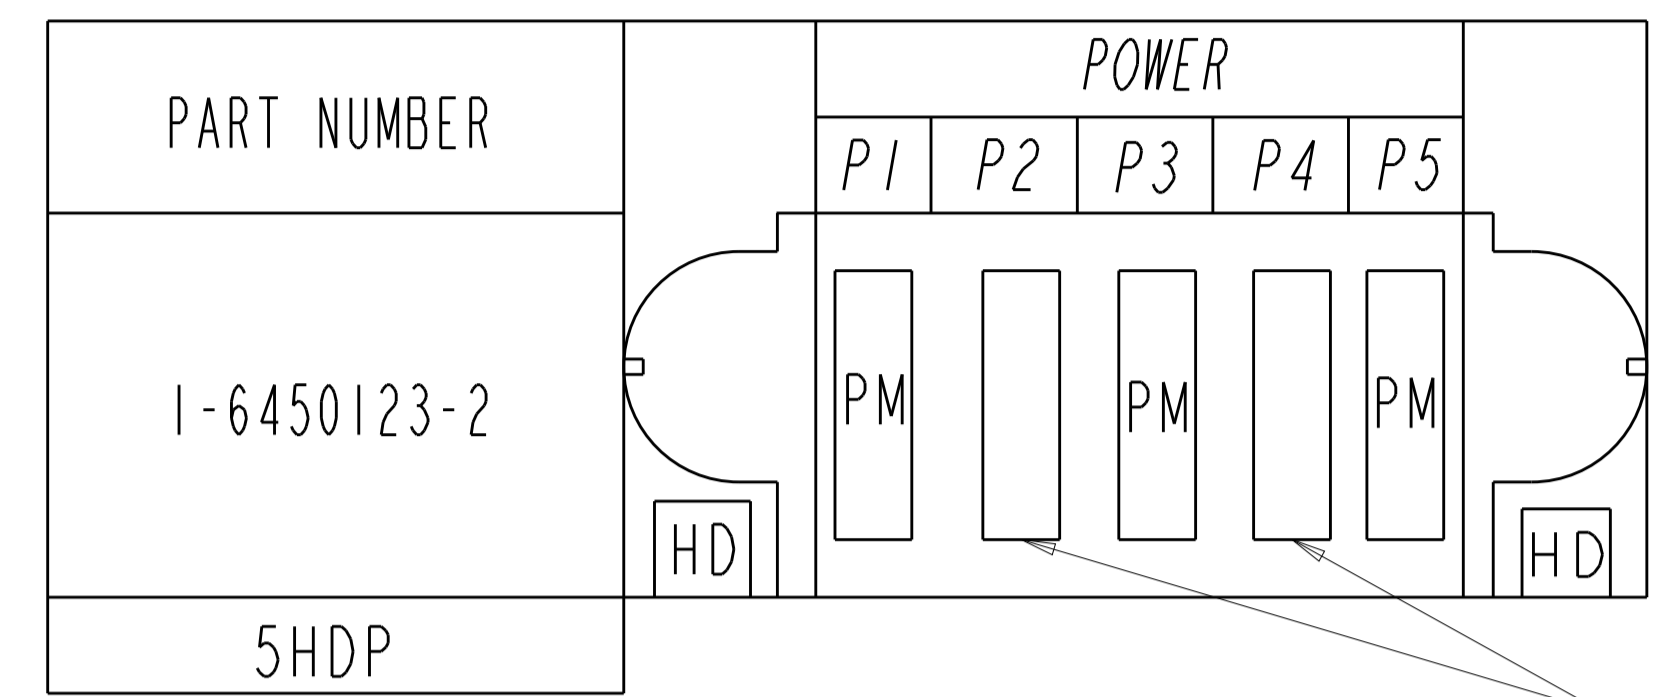 PART NUMBER
POWER
P1 P2 P3 P4 P5
1-6450123-2
PM PM PM
HD HD
5HDP